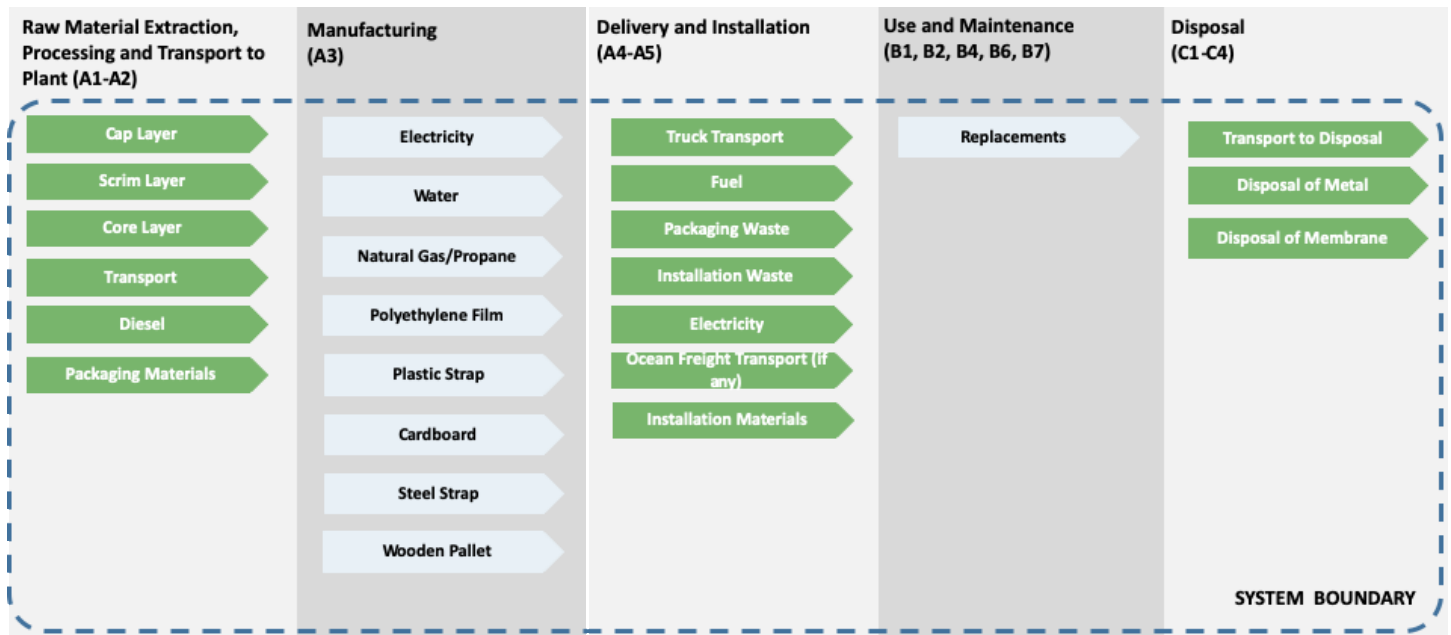 Raw Material Extraction,
Processing and Transport to
Plant (A1-A2)
Cap Layer
Scrim Layer
Core Layer
Transport
Diesel
Packaging Materials
Manufacturing
(A3)
Electricity
Water
Natural Gas/Propane
Polyethylene Film
Plastic Strap
Cardboard
Steel Strap
Wooden Pallet
Delivery and Installation
(A4-A5)
Truck Transport
Fuel
Packaging Waste
Installation Waste
Electricity
Ocean Freight Transport (if
any)
Installation Materials
Use and Maintenance
(B1, B2, B4, B6, B7)
Replacements
Disposal
(C1-C4)
Transport to Disposal
Disposal of Metal
Disposal of Membrane
SYSTEM BOUNDARY